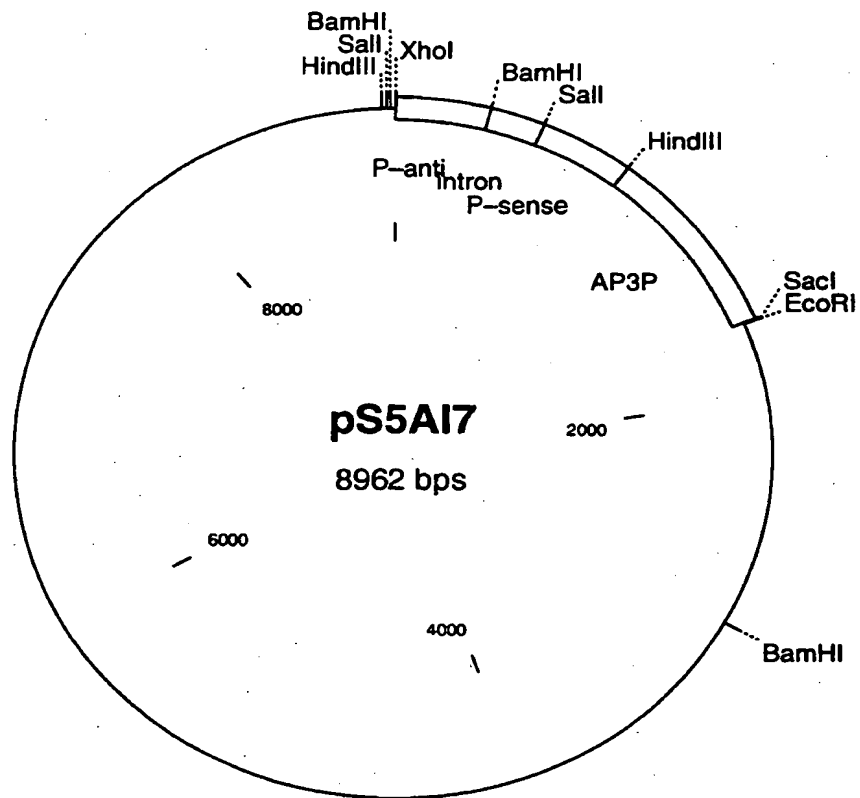 BamHI
SalI
HindIII
XhoI
BamHI
SalI
HindIII
P-anti
Intron
P-sense
AP3P
SacI
EcoRI
8000
pS5AI7
8962 bps
2000
6000
4000
BamHI